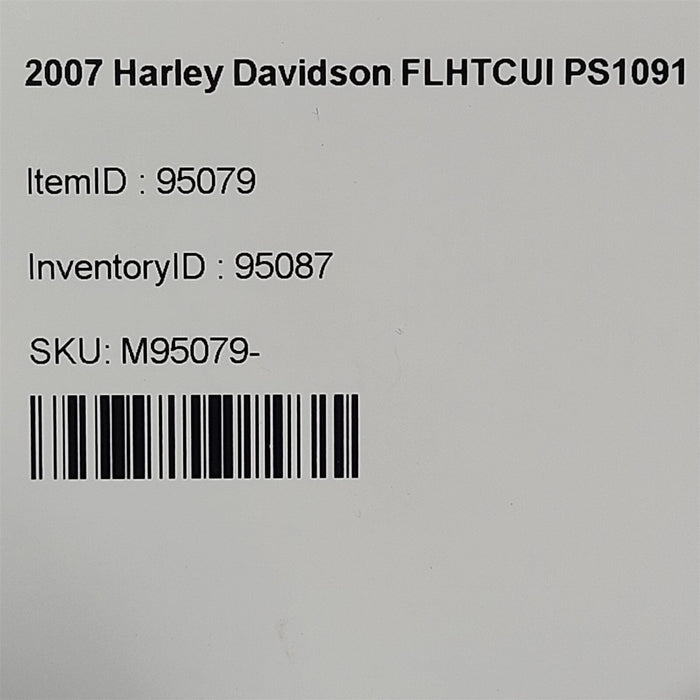 2007 Harley Davidson FLHTCUI PS1091
ItemID : 95079
InventoryID : 95087
SKU: M95079-